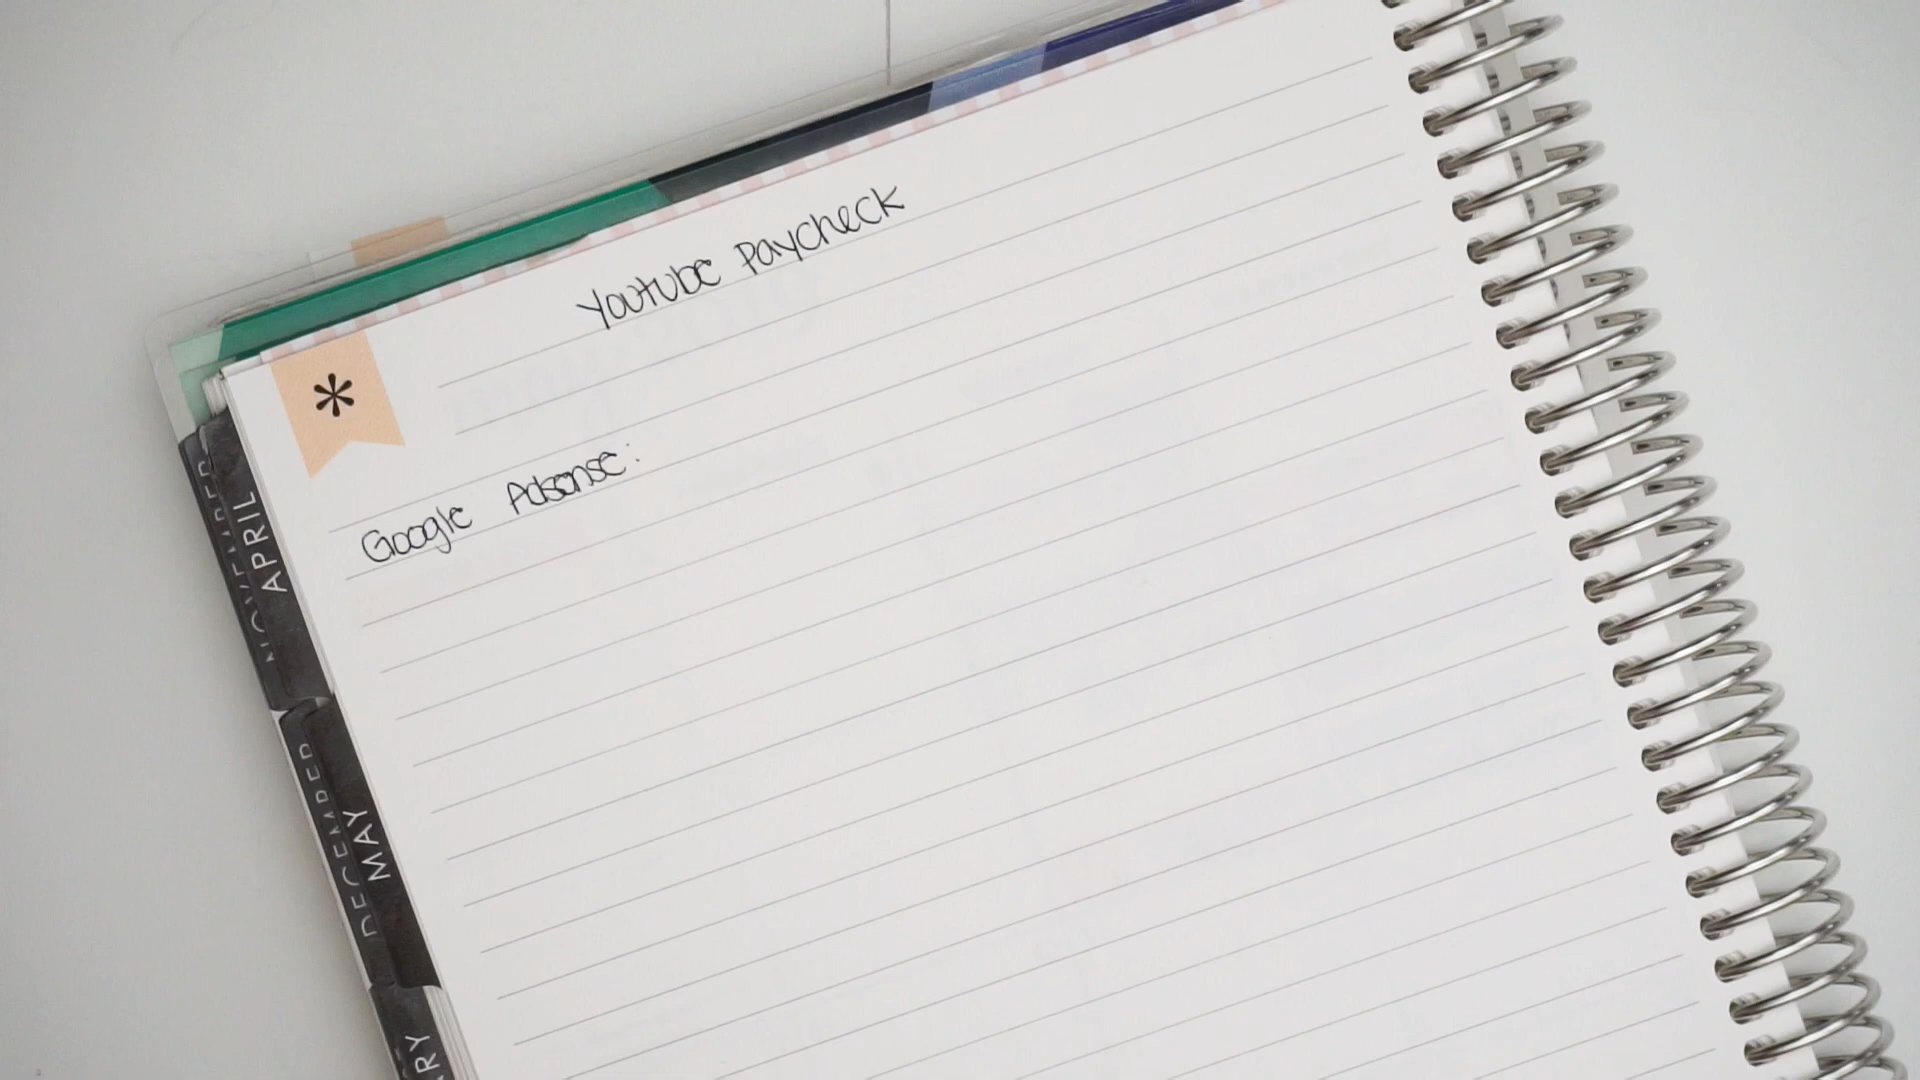 Youtube Paycheck
*
Google Adsense:
NOVEMBER
APRIL
DECEMBER
MAY